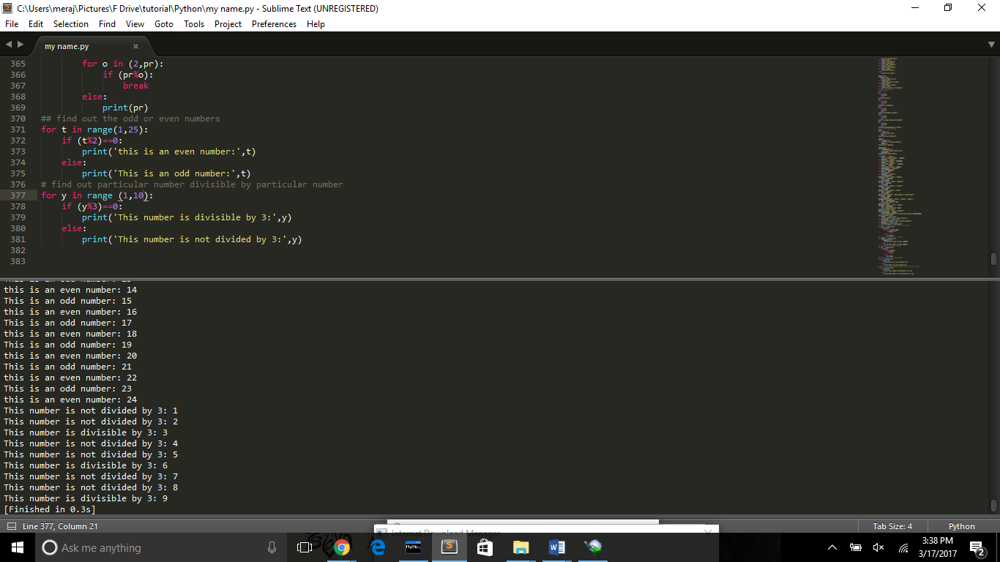 C:\Users\meraj\Pictures\F Drive\tutorial\Python\my name.py - Sublime Text (UNREGISTERED)
File Edit Selection Find View Goto Tools Project Preferences Help
my name.py
365 for o in (2,pr):
366 if (pr%o):
367 break
368 else:
369 print(pr)
370 ## find out the odd or even numbers
371 for t in range(1,25):
372 if (t%2)==0:
373 print('this is an even number:',t)
374 else:
375 print('This is an odd number:',t)
376 # find out particular number divisible by particular number
377 for y in range (1,10):
378 if (y%3)==0:
379 print('This number is divisible by 3:',y)
380 else:
381 print('This number is not divided by 3:',y)
382
383
this is an even number: 14
This is an odd number: 15
this is an even number: 16
This is an odd number: 17
this is an even number: 18
This is an odd number: 19
this is an even number: 20
This is an odd number: 21
this is an even number: 22
This is an odd number: 23
this is an even number: 24
This number is not divided by 3: 1
This number is not divided by 3: 2
This number is divisible by 3: 3
This number is not divided by 3: 4
This number is not divided by 3: 5
This number is divisible by 3: 6
This number is not divided by 3: 7
This number is not divided by 3: 8
This number is divisible by 3: 9
[Finished in 0.3s]
Line 377, Column 21
Tab Size: 4
Python
Internet Download Manager
Ask me anything
MySQL
3:38 PM
3/17/2017
2